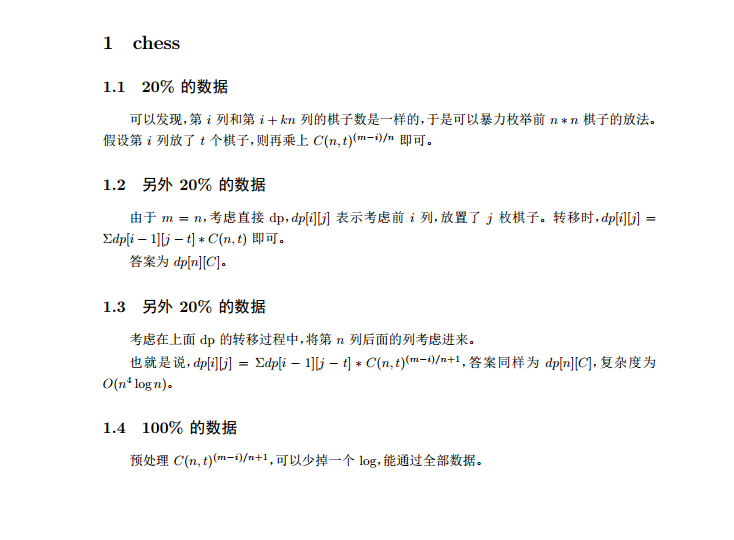 1 chess
1.1 20% 的数据
可以发现,第 i 列和第 i + kn 列的棋子数是一样的,于是可以暴力枚举前 n ∗ n 棋子的放法。
假设第 i 列放了 t 个棋子,则再乘上 C(n, t)^{(m−i)/n} 即可。
1.2 另外 20% 的数据
由于 m = n,考虑直接 dp,dp[i][j] 表示考虑前 i 列,放置了 j 枚棋子。转移时,dp[i][j] =
Σdp[i − 1][j − t] ∗ C(n, t) 即可。
答案为 dp[n][C]。
1.3 另外 20% 的数据
考虑在上面 dp 的转移过程中,将第 n 列后面的列考虑进来。
也就是说,dp[i][j] = Σdp[i − 1][j − t] ∗ C(n, t)^{(m−i)/n+1},答案同样为 dp[n][C],复杂度为
O(n^4 log n)。
1.4 100% 的数据
预处理 C(n, t)^{(m−i)/n+1},可以少掉一个 log,能通过全部数据。